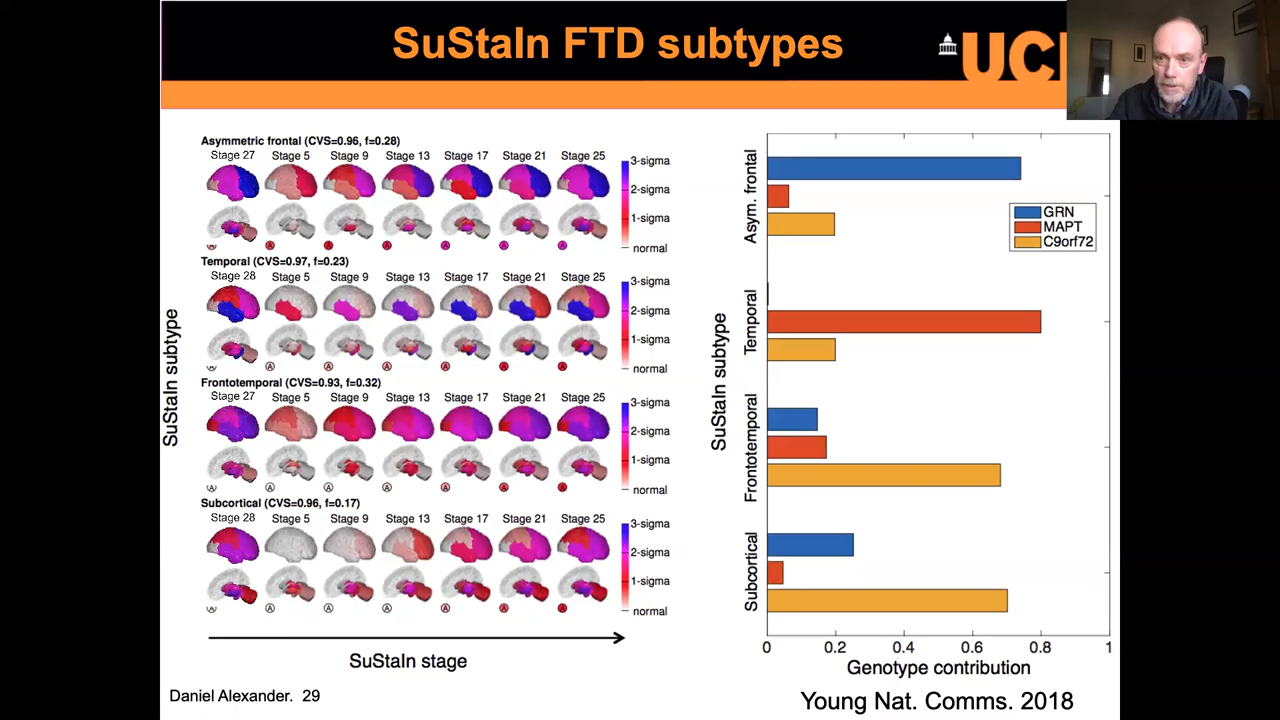 SuStaIn FTD subtypes
UCL
Asymmetric frontal (CVS=0.96, f=0.28)
Stage 27 Stage 5 Stage 9 Stage 13 Stage 17 Stage 21 Stage 25
3-sigma
2-sigma
1-sigma
normal
A A A A A A
Temporal (CVS=0.97, f=0.23)
Stage 28 Stage 5 Stage 9 Stage 13 Stage 17 Stage 21 Stage 25
3-sigma
2-sigma
1-sigma
normal
A A A A A A
Frontotemporal (CVS=0.93, f=0.32)
Stage 27 Stage 5 Stage 9 Stage 13 Stage 17 Stage 21 Stage 25
3-sigma
2-sigma
1-sigma
normal
A A A A A A
Subcortical (CVS=0.96, f=0.17)
Stage 28 Stage 5 Stage 9 Stage 13 Stage 17 Stage 21 Stage 25
3-sigma
2-sigma
1-sigma
normal
A A A A A A
SuStaIn subtype
SuStaIn stage
SuStaIn subtype
Asym. frontal
Temporal
Frontotemporal
Subcortical
GRN
MAPT
C9orf72
0 0.2 0.4 0.6 0.8 1
Genotype contribution
Daniel Alexander. 29
Young Nat. Comms. 2018